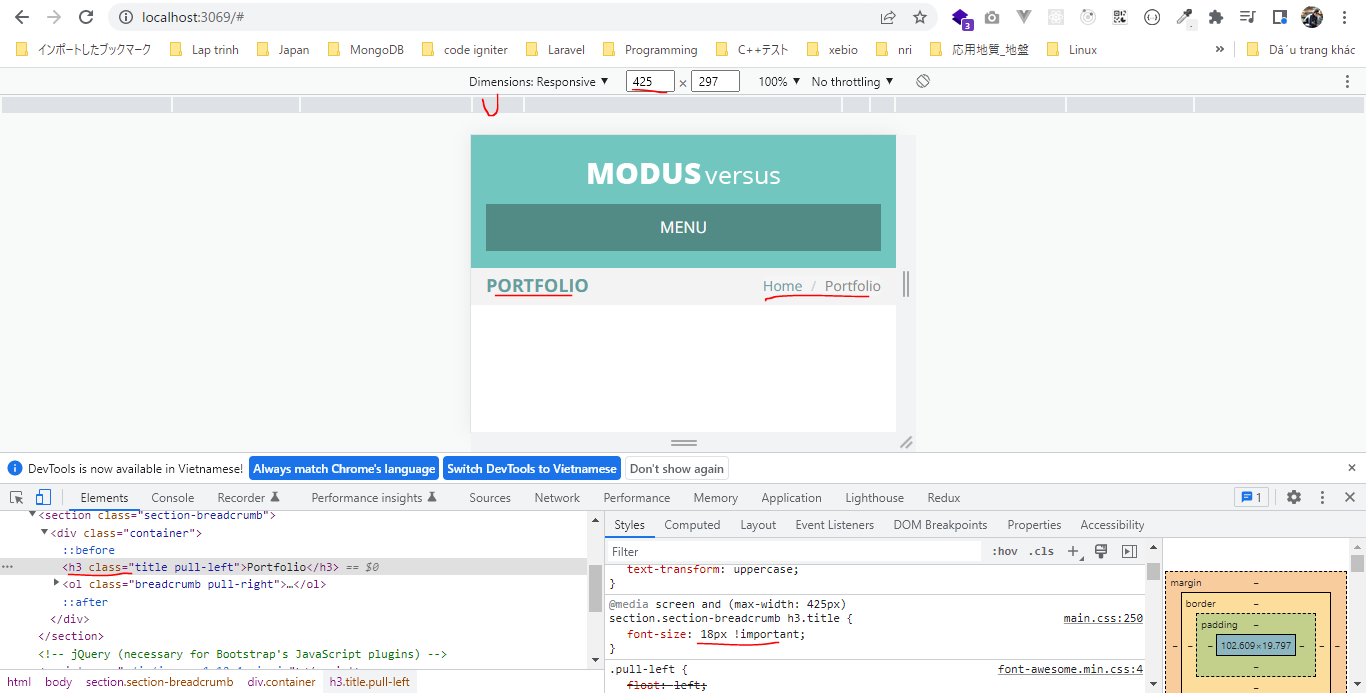 localhost:3069/#
3
インポートしたブックマーク Lap trinh Japan MongoDB code igniter Laravel Programming C++テスト xebio nri 応用地質_地盤 Linux » Dấu trang khác
Dimensions: Responsive ▼ 425 × 297 100% ▼ No throttling ▼
MODUS versus
MENU
PORTFOLIO Home / Portfolio
DevTools is now available in Vietnamese! Always match Chrome's language Switch DevTools to Vietnamese Don't show again ×
Elements Console Recorder Performance insights Sources Network Performance Memory Application Lighthouse Redux 1
▼<section class="section-breadcrumb">
▼<div class="container">
::before
... <h3 class="title pull-left">Portfolio</h3> == $0
▶<ol class="breadcrumb pull-right">…</ol>
::after
</div>
</section>
<!-- jQuery (necessary for Bootstrap's JavaScript plugins) -->
html body section.section-breadcrumb div.container h3.title.pull-left
Styles Computed Layout Event Listeners DOM Breakpoints Properties Accessibility
Filter :hov .cls +
text-transform: uppercase;
}
@media screen and (max-width: 425px)
section.section-breadcrumb h3.title { main.css:250
font-size: 18px !important;
}
.pull-left { font-awesome.min.css:4
float: left;
margin –
border –
padding –
– – – 102.609×19.797 – – –
–
–